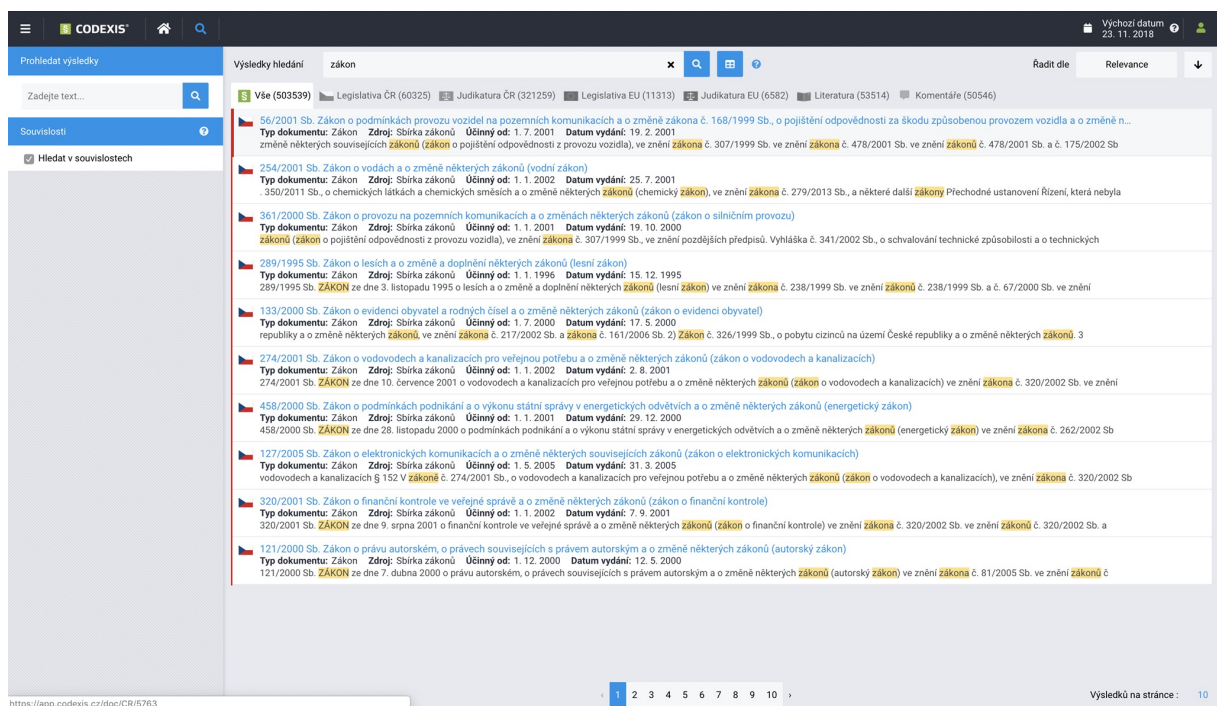 CODEXIS®
Výchozí datum
23. 11. 2018
Prohledat výsledky
Zadejte text...
Souvislosti
Hledat v souvislostech
Výsledky hledání
zákon
Řadit dle
Relevance
Vše (503539) Legislativa ČR (60325) Judikatura ČR (321259) Legislativa EU (11313) Judikatura EU (6582) Literatura (53514) Komentáře (50546)
56/2001 Sb. Zákon o podmínkách provozu vozidel na pozemních komunikacích a o změně zákona č. 168/1999 Sb., o pojištění odpovědnosti za škodu způsobenou provozem vozidla a o změně n...
Typ dokumentu: Zákon Zdroj: Sbírka zákonů Účinný od: 1. 7. 2001 Datum vydání: 19. 2. 2001
změně některých souvisejících zákonů (zákon o pojištění odpovědnosti z provozu vozidla), ve znění zákona č. 307/1999 Sb. ve znění zákona č. 478/2001 Sb. ve znění zákonů č. 478/2001 Sb. a č. 175/2002 Sb
254/2001 Sb. Zákon o vodách a o změně některých zákonů (vodní zákon)
Typ dokumentu: Zákon Zdroj: Sbírka zákonů Účinný od: 1. 1. 2002 Datum vydání: 25. 7. 2001
. 350/2011 Sb., o chemických látkách a chemických směsích a o změně některých zákonů (chemický zákon), ve znění zákona č. 279/2013 Sb., a některé další zákony Přechodné ustanovení Řízení, která nebyla
361/2000 Sb. Zákon o provozu na pozemních komunikacích a o změnách některých zákonů (zákon o silničním provozu)
Typ dokumentu: Zákon Zdroj: Sbírka zákonů Účinný od: 1. 1. 2001 Datum vydání: 19. 10. 2000
zákonů (zákon o pojištění odpovědnosti z provozu vozidla), ve znění zákona č. 307/1999 Sb., ve znění pozdějších předpisů. Vyhláška č. 341/2002 Sb., o schvalování technické způsobilosti a o technických
289/1995 Sb. Zákon o lesích a o změně a doplnění některých zákonů (lesní zákon)
Typ dokumentu: Zákon Zdroj: Sbírka zákonů Účinný od: 1. 1. 1996 Datum vydání: 15. 12. 1995
289/1995 Sb. ZÁKON ze dne 3. listopadu 1995 o lesích a o změně a doplnění některých zákonů (lesní zákon) ve znění zákona č. 238/1999 Sb. ve znění zákonů č. 238/1999 Sb. a č. 67/2000 Sb. ve znění
133/2000 Sb. Zákon o evidenci obyvatel a rodných čísel a o změně některých zákonů (zákon o evidenci obyvatel)
Typ dokumentu: Zákon Zdroj: Sbírka zákonů Účinný od: 1. 7. 2000 Datum vydání: 17. 5. 2000
republiky a o změně některých zákonů, ve znění zákona č. 217/2002 Sb. a zákona č. 161/2006 Sb. 2) Zákon č. 326/1999 Sb., o pobytu cizinců na území České republiky a o změně některých zákonů. 3
274/2001 Sb. Zákon o vodovodech a kanalizacích pro veřejnou potřebu a o změně některých zákonů (zákon o vodovodech a kanalizacích)
Typ dokumentu: Zákon Zdroj: Sbírka zákonů Účinný od: 1. 1. 2002 Datum vydání: 2. 8. 2001
274/2001 Sb. ZÁKON ze dne 10. července 2001 o vodovodech a kanalizacích pro veřejnou potřebu a o změně některých zákonů (zákon o vodovodech a kanalizacích) ve znění zákona č. 320/2002 Sb. ve znění
458/2000 Sb. Zákon o podmínkách podnikání a o výkonu státní správy v energetických odvětvích a o změně některých zákonů (energetický zákon)
Typ dokumentu: Zákon Zdroj: Sbírka zákonů Účinný od: 1. 1. 2001 Datum vydání: 29. 12. 2000
458/2000 Sb. ZÁKON ze dne 28. listopadu 2000 o podmínkách podnikání a o výkonu státní správy v energetických odvětvích a o změně některých zákonů (energetický zákon) ve znění zákona č. 262/2002 Sb
127/2005 Sb. Zákon o elektronických komunikacích a o změně některých souvisejících zákonů (zákon o elektronických komunikacích)
Typ dokumentu: Zákon Zdroj: Sbírka zákonů Účinný od: 1. 5. 2005 Datum vydání: 31. 3. 2005
vodovodech a kanalizacích § 152 V zákoně č. 274/2001 Sb., o vodovodech a kanalizacích pro veřejnou potřebu a o změně některých zákonů (zákon o vodovodech a kanalizacích), ve znění zákona č. 320/2002 Sb
320/2001 Sb. Zákon o finanční kontrole ve veřejné správě a o změně některých zákonů (zákon o finanční kontrole)
Typ dokumentu: Zákon Zdroj: Sbírka zákonů Účinný od: 1. 1. 2002 Datum vydání: 7. 9. 2001
320/2001 Sb. ZÁKON ze dne 9. srpna 2001 o finanční kontrole ve veřejné správě a o změně některých zákonů (zákon o finanční kontrole) ve znění zákona č. 320/2002 Sb. ve znění zákonů č. 320/2002 Sb. a
121/2000 Sb. Zákon o právu autorském, o právech souvisejících s právem autorským a o změně některých zákonů (autorský zákon)
Typ dokumentu: Zákon Zdroj: Sbírka zákonů Účinný od: 1. 12. 2000 Datum vydání: 12. 5. 2000
121/2000 Sb. ZÁKON ze dne 7. dubna 2000 o právu autorském, o právech souvisejících s právem autorským a o změně některých zákonů (autorský zákon) ve znění zákona č. 81/2005 Sb. ve znění zákonů č
‹ 1 2 3 4 5 6 7 8 9 10 ›
Výsledků na stránce : 10
https://app.codexis.cz/doc/CR/5763